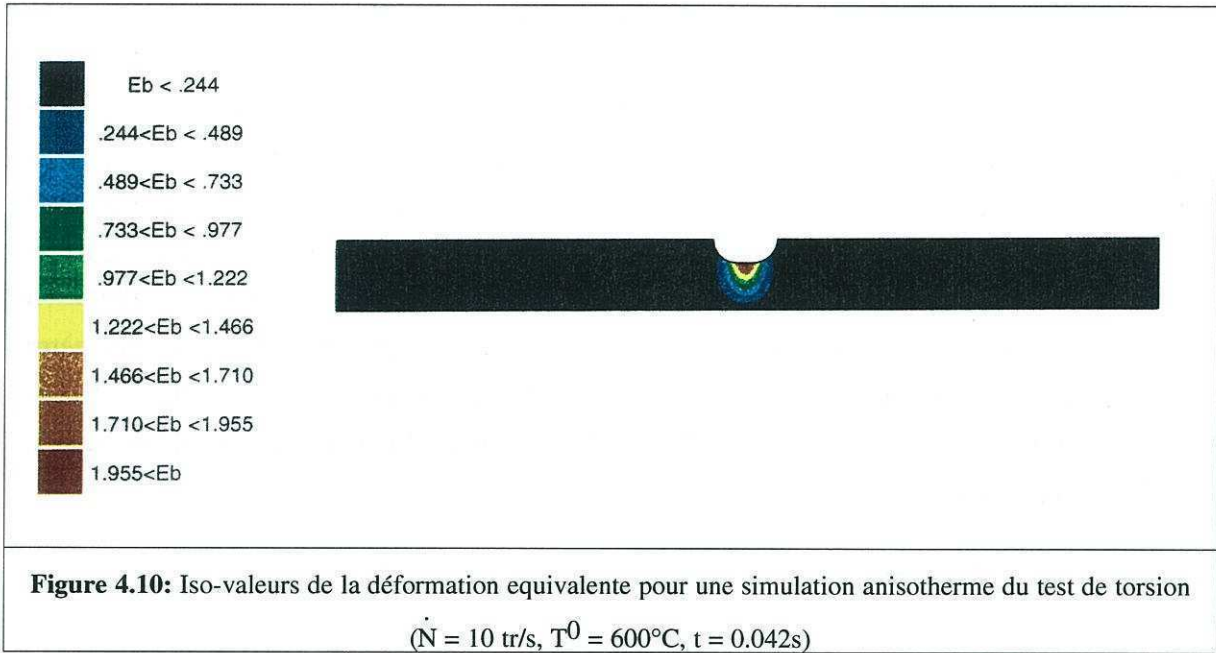 Eb < .244
.244<Eb < .489
.489<Eb < .733
.733<Eb < .977
.977<Eb <1.222
1.222<Eb <1.466
1.466<Eb <1.710
1.710<Eb <1.955
1.955<Eb
Figure 4.10: Iso-valeurs de la déformation equivalente pour une simulation anisotherme du test de torsion
(Ṅ = 10 tr/s, T⁰ = 600°C, t = 0.042s)